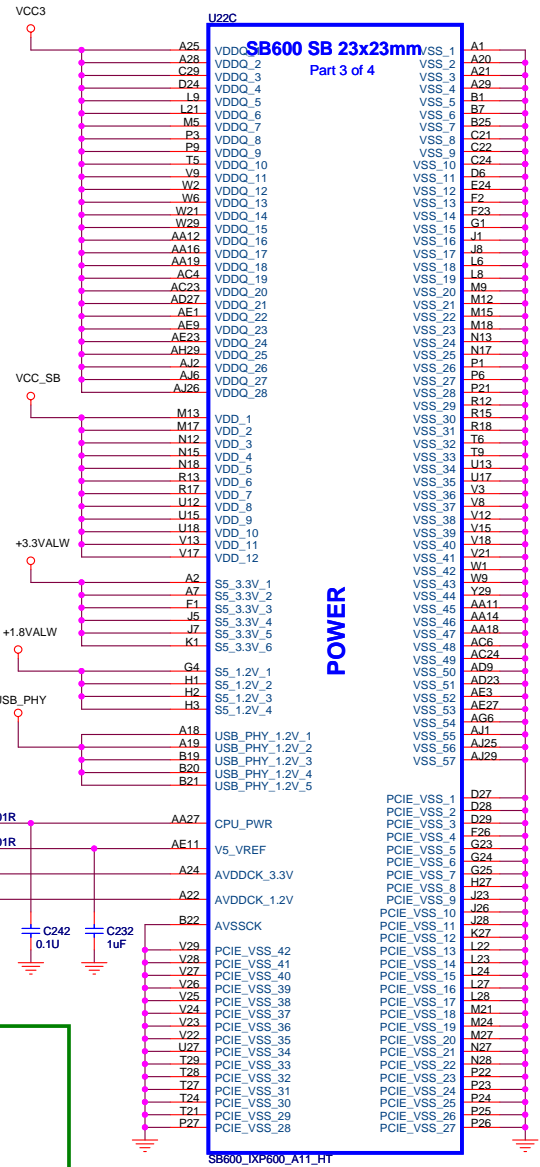 U22C
SB600 SB 23x23mm
Part 3 of 4
POWER
VCC3
A25 VDDQ_1
A28 VDDQ_2
C29 VDDQ_3
D24 VDDQ_4
L9 VDDQ_5
L21 VDDQ_6
M5 VDDQ_7
P3 VDDQ_8
P9 VDDQ_9
T5 VDDQ_10
V9 VDDQ_11
W2 VDDQ_12
W6 VDDQ_13
W21 VDDQ_14
W29 VDDQ_15
AA12 VDDQ_16
AA16 VDDQ_17
AA19 VDDQ_18
AC4 VDDQ_19
AC23 VDDQ_20
AD27 VDDQ_21
AE1 VDDQ_22
AE9 VDDQ_23
AE23 VDDQ_24
AH29 VDDQ_25
AJ2 VDDQ_26
AJ6 VDDQ_27
AJ26 VDDQ_28
VCC_SB
M13 VDD_1
M17 VDD_2
N12 VDD_3
N15 VDD_4
N18 VDD_5
R13 VDD_6
R17 VDD_7
U12 VDD_8
U15 VDD_9
U18 VDD_10
V13 VDD_11
V17 VDD_12
+3.3VALW
A2 S5_3.3V_1
A7 S5_3.3V_2
F1 S5_3.3V_3
J5 S5_3.3V_4
J7 S5_3.3V_5
K1 S5_3.3V_6
+1.8VALW
G4 S5_1.2V_1
H1 S5_1.2V_2
H2 S5_1.2V_3
H3 S5_1.2V_4
USB_PHY
A18 USB_PHY_1.2V_1
A19 USB_PHY_1.2V_2
B19 USB_PHY_1.2V_3
B20 USB_PHY_1.2V_4
B21 USB_PHY_1.2V_5
01R
AA27 CPU_PWR
01R
AE11 V5_VREF
A24 AVDDCK_3.3V
A22 AVDDCK_1.2V
B22 AVSSCK
C242
0.1U
C232
1uF
V29 PCIE_VSS_42
V28 PCIE_VSS_41
V27 PCIE_VSS_40
V26 PCIE_VSS_39
V25 PCIE_VSS_38
V24 PCIE_VSS_37
V23 PCIE_VSS_36
V22 PCIE_VSS_35
U27 PCIE_VSS_34
T29 PCIE_VSS_33
T28 PCIE_VSS_32
T27 PCIE_VSS_31
T24 PCIE_VSS_30
T21 PCIE_VSS_29
P27 PCIE_VSS_28
VSS_1 A1
VSS_2 A20
VSS_3 A21
VSS_4 A29
VSS_5 B1
VSS_6 B7
VSS_7 B25
VSS_8 C21
VSS_9 C22
VSS_10 C24
VSS_11 D6
VSS_12 E24
VSS_13 F2
VSS_14 F23
VSS_15 G1
VSS_16 J1
VSS_17 J8
VSS_18 L6
VSS_19 L8
VSS_20 M9
VSS_21 M12
VSS_22 M15
VSS_23 M18
VSS_24 N13
VSS_25 N17
VSS_26 P1
VSS_27 P6
VSS_28 P21
VSS_29 R12
VSS_30 R15
VSS_31 R18
VSS_32 T6
VSS_33 T9
VSS_34 U13
VSS_35 U17
VSS_36 V3
VSS_37 V8
VSS_38 V12
VSS_39 V15
VSS_40 V18
VSS_41 V21
VSS_42 W1
VSS_43 W9
VSS_44 Y29
VSS_45 AA11
VSS_46 AA14
VSS_47 AA18
VSS_48 AC6
VSS_49 AC24
VSS_50 AD9
VSS_51 AD23
VSS_52 AE3
VSS_53 AE27
VSS_54 AG6
VSS_55 AJ1
VSS_56 AJ25
VSS_57 AJ29
PCIE_VSS_1 D27
PCIE_VSS_2 D28
PCIE_VSS_3 D29
PCIE_VSS_4 F26
PCIE_VSS_5 G23
PCIE_VSS_6 G24
PCIE_VSS_7 G25
PCIE_VSS_8 H27
PCIE_VSS_9 J23
PCIE_VSS_10 J26
PCIE_VSS_11 J28
PCIE_VSS_12 K27
PCIE_VSS_13 L22
PCIE_VSS_14 L23
PCIE_VSS_15 L24
PCIE_VSS_16 L27
PCIE_VSS_17 L28
PCIE_VSS_18 M21
PCIE_VSS_19 M24
PCIE_VSS_20 M27
PCIE_VSS_21 N27
PCIE_VSS_22 N28
PCIE_VSS_23 P22
PCIE_VSS_24 P23
PCIE_VSS_25 P24
PCIE_VSS_26 P25
PCIE_VSS_27 P26
SB600_IXP600_A11_HT